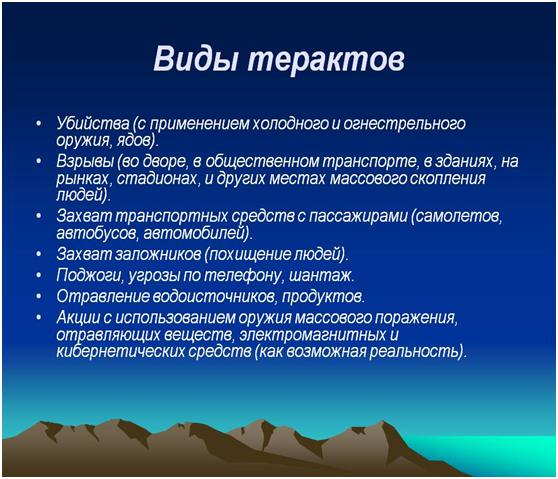 Виды терактов
• Убийства (с применением холодного и огнестрельного
оружия, ядов).
• Взрывы (во дворе, в общественном транспорте, в зданиях, на
рынках, стадионах, и других местах массового скопления
людей).
• Захват транспортных средств с пассажирами (самолетов,
автобусов, автомобилей).
• Захват заложников (похищение людей).
• Поджоги, угрозы по телефону, шантаж.
• Отравление водоисточников, продуктов.
• Акции с использованием оружия массового поражения,
отравляющих веществ, электромагнитных и
кибернетических средств (как возможная реальность).